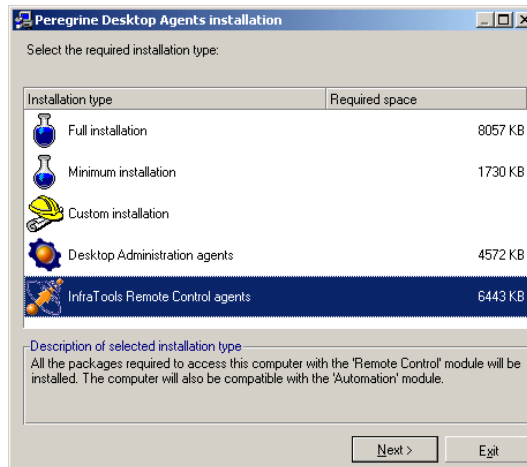 Peregrine Desktop Agents installation
Select the required installation type:
Installation type Required space
Full installation 8057 KB
Minimum installation 1730 KB
Custom installation
Desktop Administration agents 4572 KB
InfraTools Remote Control agents 6443 KB
Description of selected installation type
All the packages required to access this computer with the 'Remote Control' module will be
installed. The computer will also be compatible with the 'Automation' module.
Next > Exit